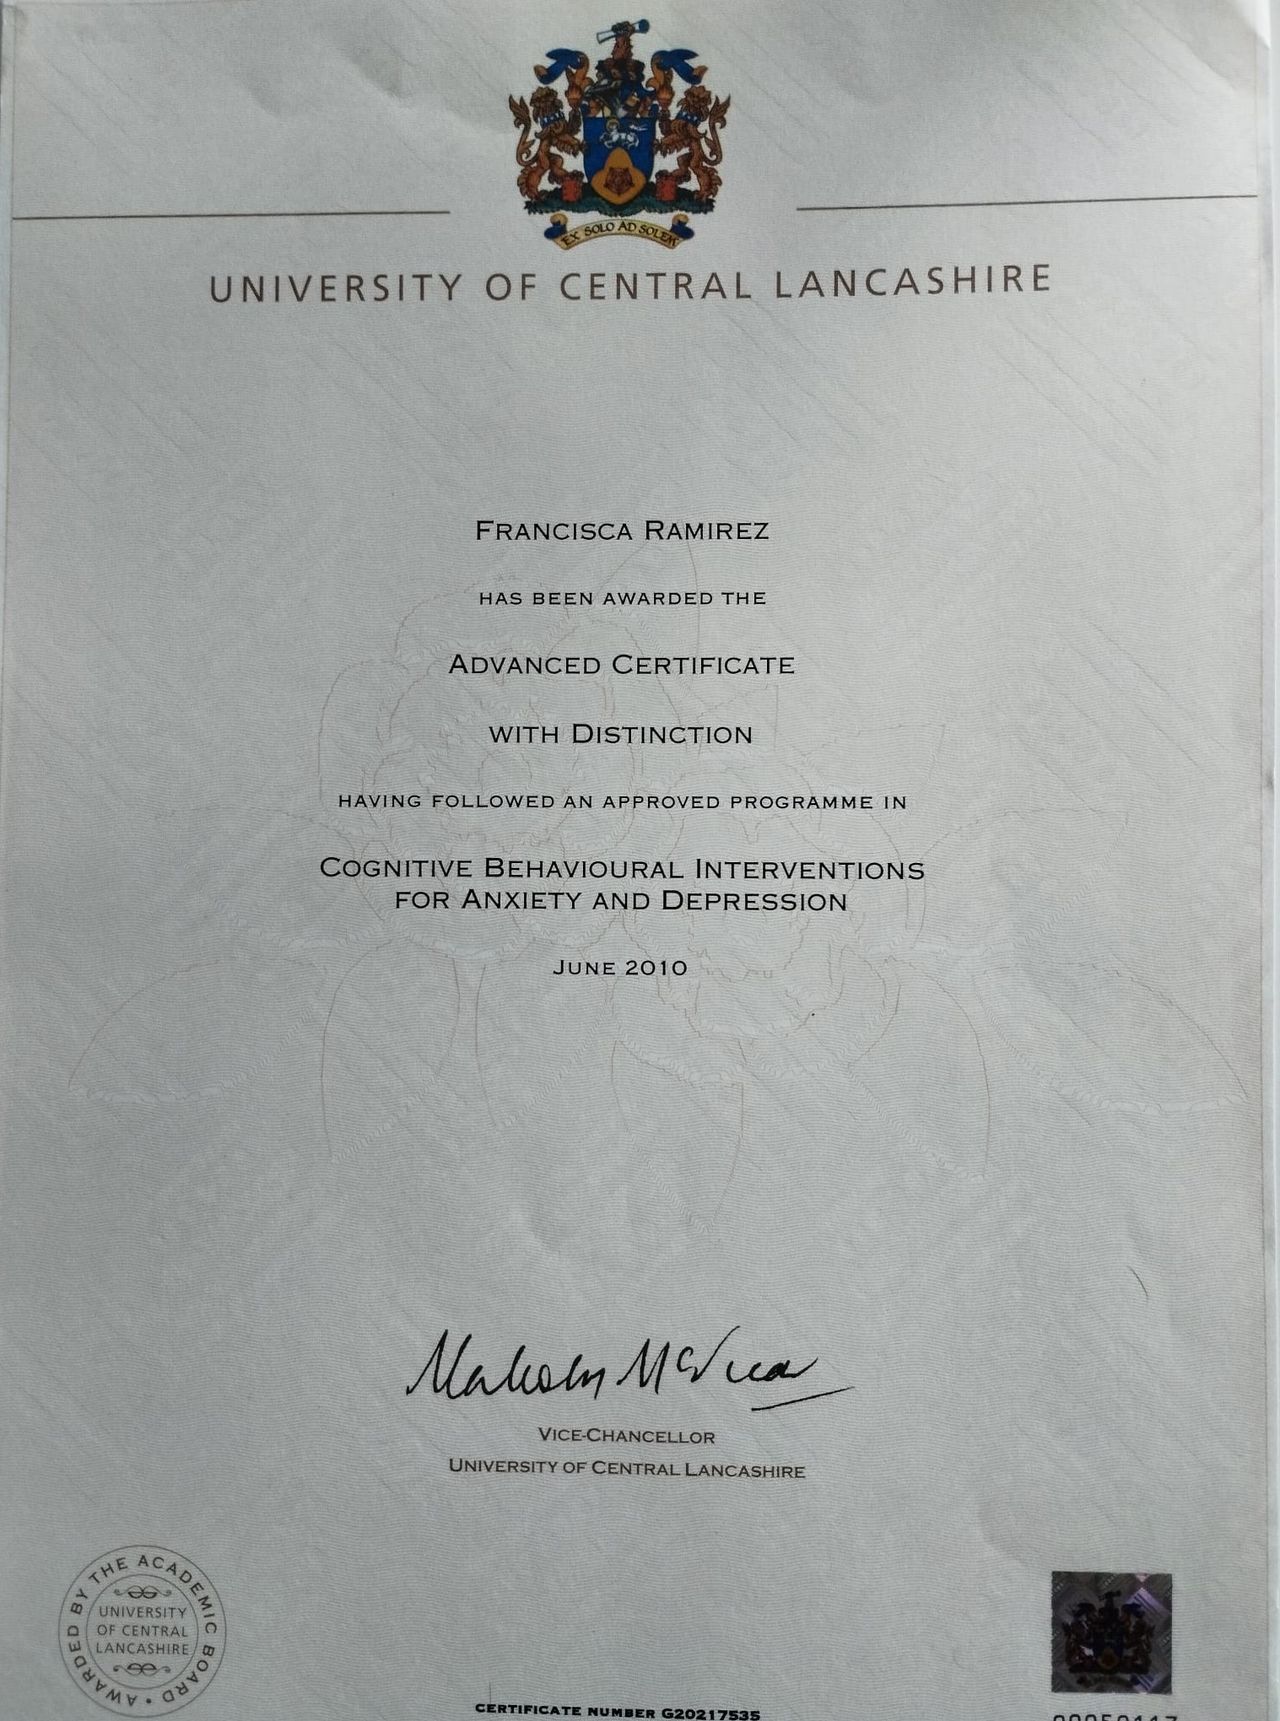 EX SOLO AD SOLEM
UNIVERSITY OF CENTRAL LANCASHIRE
FRANCISCA RAMIREZ
HAS BEEN AWARDED THE
ADVANCED CERTIFICATE
WITH DISTINCTION
HAVING FOLLOWED AN APPROVED PROGRAMME IN
COGNITIVE BEHAVIOURAL INTERVENTIONS
FOR ANXIETY AND DEPRESSION
JUNE 2010
Malcolm McVicar
VICE-CHANCELLOR
UNIVERSITY OF CENTRAL LANCASHIRE
AWARDED BY THE ACADEMIC BOARD •
UNIVERSITY
OF CENTRAL
LANCASHIRE
CERTIFICATE NUMBER G20217535